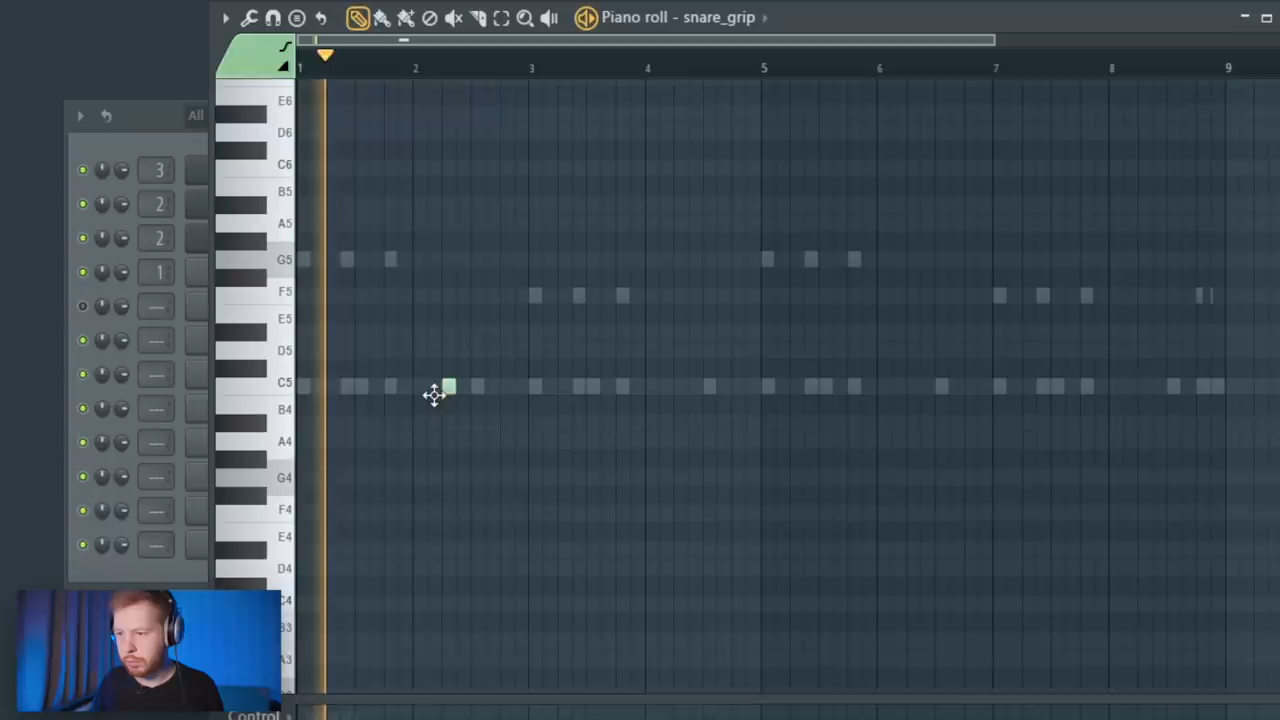 Piano roll - snare_grip
1 2 3 4 5 6 7 8 9
All
E6
D6
C6
B5
A5
G5
F5
E5
D5
C5
B4
A4
G4
F4
E4
D4
C4
B3
A3
3
2
2
1
---
---
---
---
---
---
---
---
Control